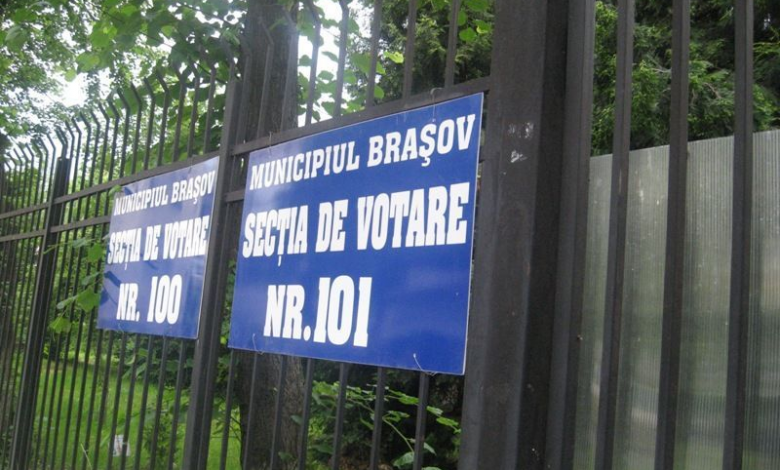 MUNICIPIUL BRAŞOV
SECŢIA DE VOTARE
NR. 100
MUNICIPIUL BRAŞOV
SECŢIA DE VOTARE
NR.101